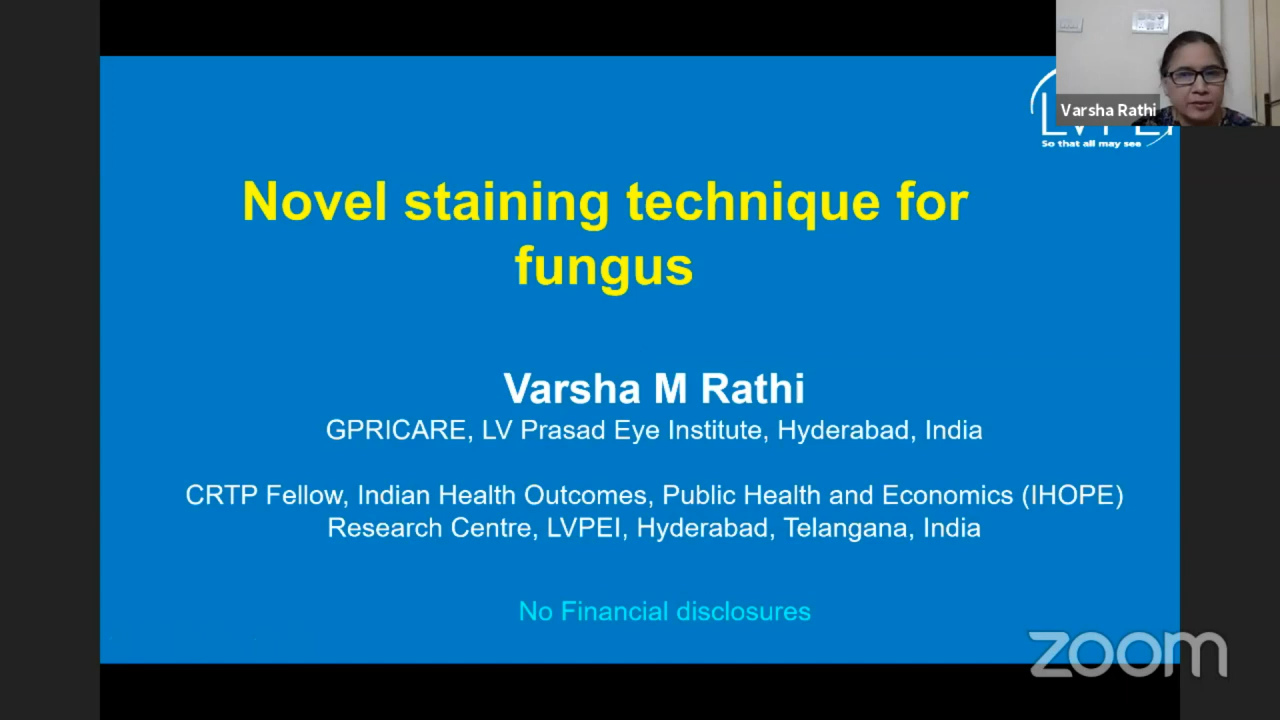 Varsha Rathi
So that all may see
Novel staining technique for
fungus
Varsha M Rathi
GPRICARE, LV Prasad Eye Institute, Hyderabad, India
CRTP Fellow, Indian Health Outcomes, Public Health and Economics (IHOPE)
Research Centre, LVPEI, Hyderabad, Telangana, India
No Financial disclosures
zoom